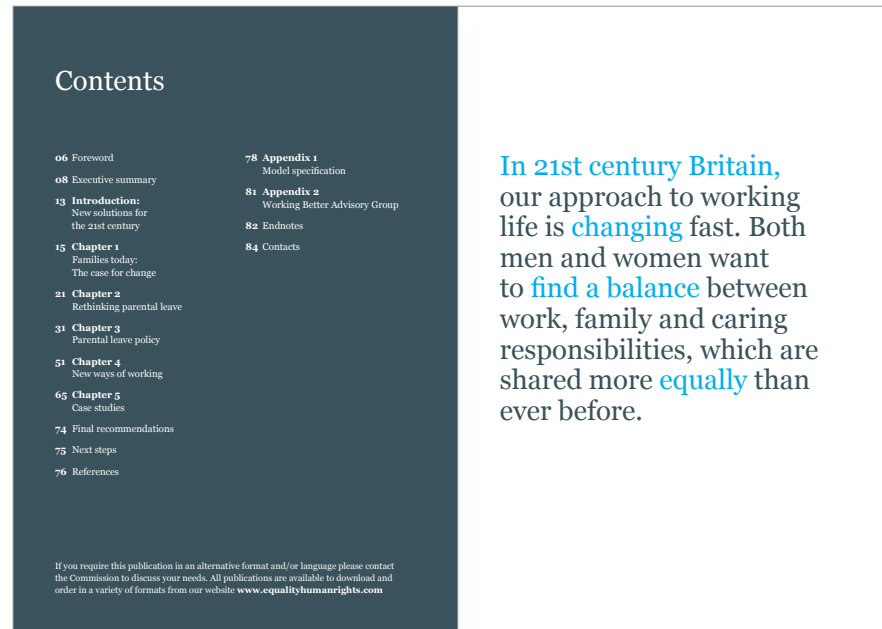 Contents
06 Foreword
08 Executive summary
13 Introduction:
New solutions for
the 21st century
15 Chapter 1
Families today:
The case for change
21 Chapter 2
Rethinking parental leave
31 Chapter 3
Parental leave policy
51 Chapter 4
New ways of working
65 Chapter 5
Case studies
74 Final recommendations
75 Next steps
76 References
78 Appendix 1
Model specification
81 Appendix 2
Working Better Advisory Group
82 Endnotes
84 Contacts
If you require this publication in an alternative format and/or language please contact
the Commission to discuss your needs. All publications are available to download and
order in a variety of formats from our website www.equalityhumanrights.com
In 21st century Britain,
our approach to working
life is changing fast. Both
men and women want
to find a balance between
work, family and caring
responsibilities, which are
shared more equally than
ever before.